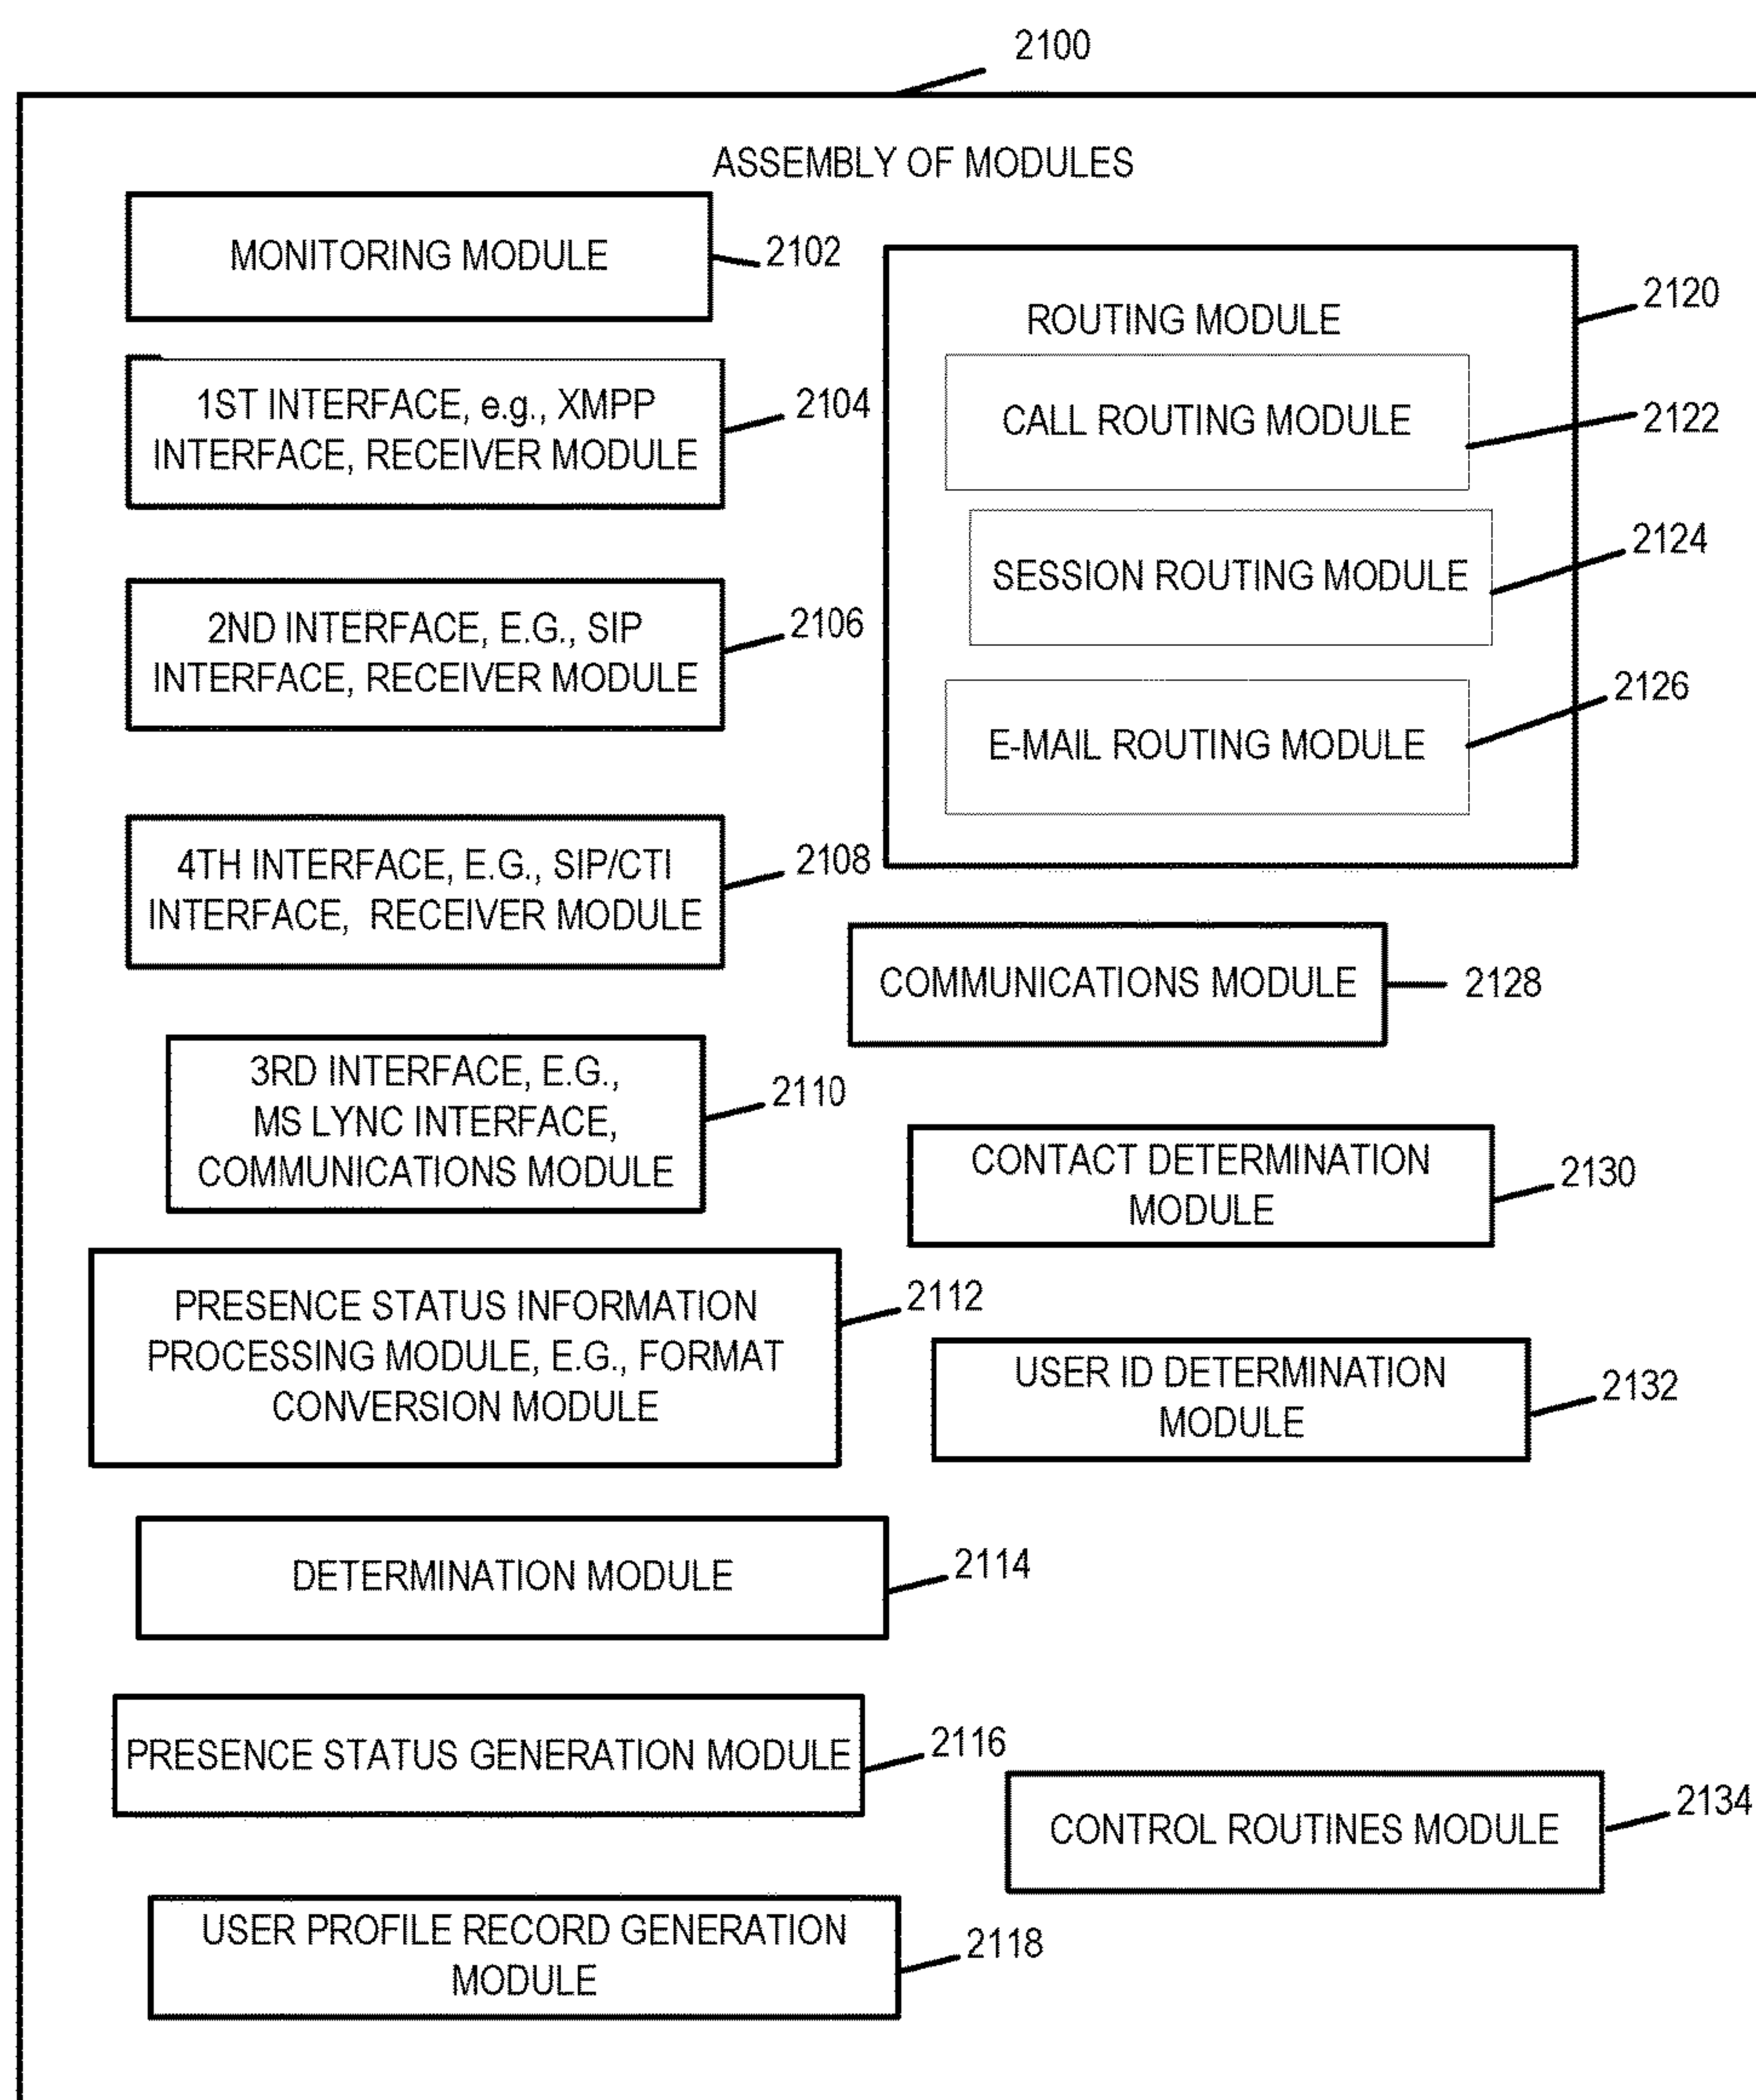 2100
ASSEMBLY OF MODULES
MONITORING MODULE
2102
1ST INTERFACE, e.g., XMPP
INTERFACE, RECEIVER MODULE
2104
2ND INTERFACE, E.G., SIP
INTERFACE, RECEIVER MODULE
2106
4TH INTERFACE, E.G., SIP/CTI
INTERFACE, RECEIVER MODULE
2108
3RD INTERFACE, E.G.,
MS LYNC INTERFACE,
COMMUNICATIONS MODULE
2110
PRESENCE STATUS INFORMATION
PROCESSING MODULE, E.G., FORMAT
CONVERSION MODULE
2112
DETERMINATION MODULE
2114
PRESENCE STATUS GENERATION MODULE
2116
USER PROFILE RECORD GENERATION
MODULE
2118
ROUTING MODULE
2120
CALL ROUTING MODULE
2122
SESSION ROUTING MODULE
2124
E-MAIL ROUTING MODULE
2126
COMMUNICATIONS MODULE
2128
CONTACT DETERMINATION
MODULE
2130
USER ID DETERMINATION
MODULE
2132
CONTROL ROUTINES MODULE
2134